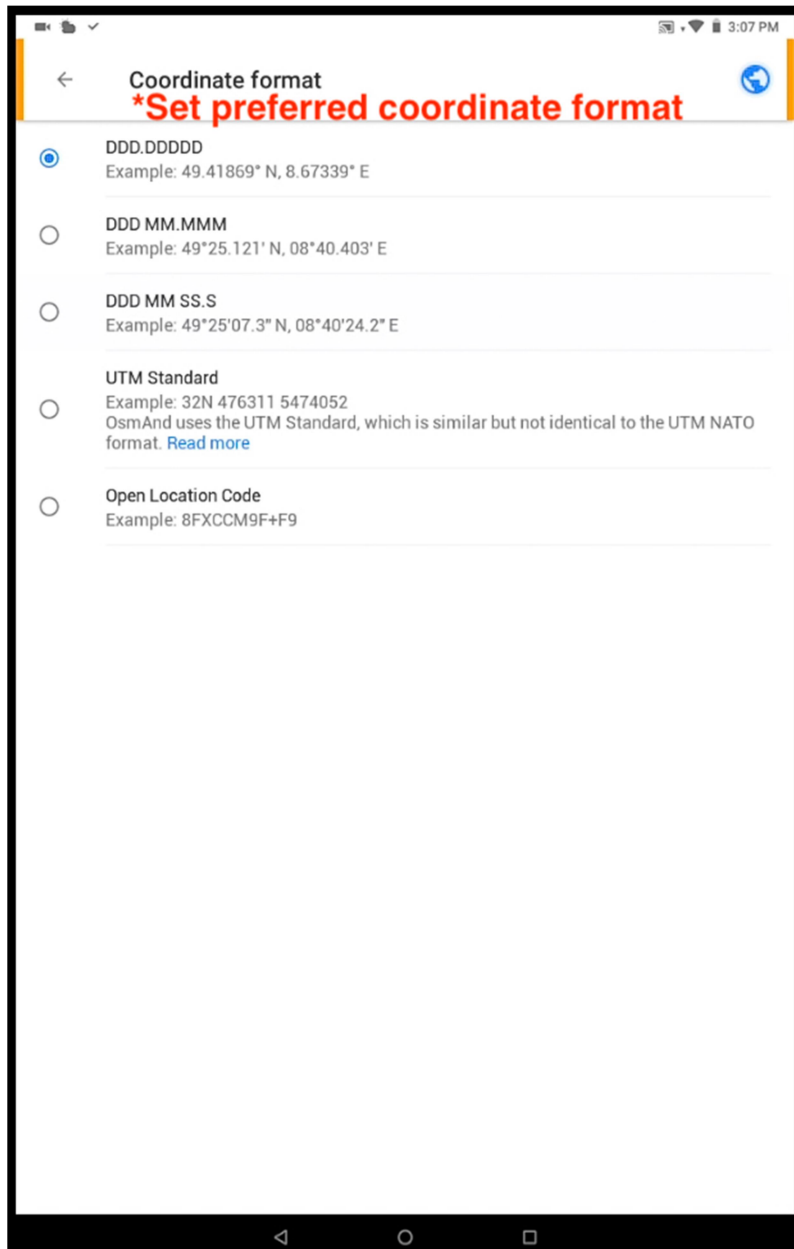 3:07 PM
Coordinate format
*Set preferred coordinate format
DDD.DDDDD
Example: 49.41869° N, 8.67339° E
DDD MM.MMM
Example: 49°25.121' N, 08°40.403' E
DDD MM SS.S
Example: 49°25'07.3" N, 08°40'24.2" E
UTM Standard
Example: 32N 476311 5474052
OsmAnd uses the UTM Standard, which is similar but not identical to the UTM NATO
format. Read more
Open Location Code
Example: 8FXCCM9F+F9